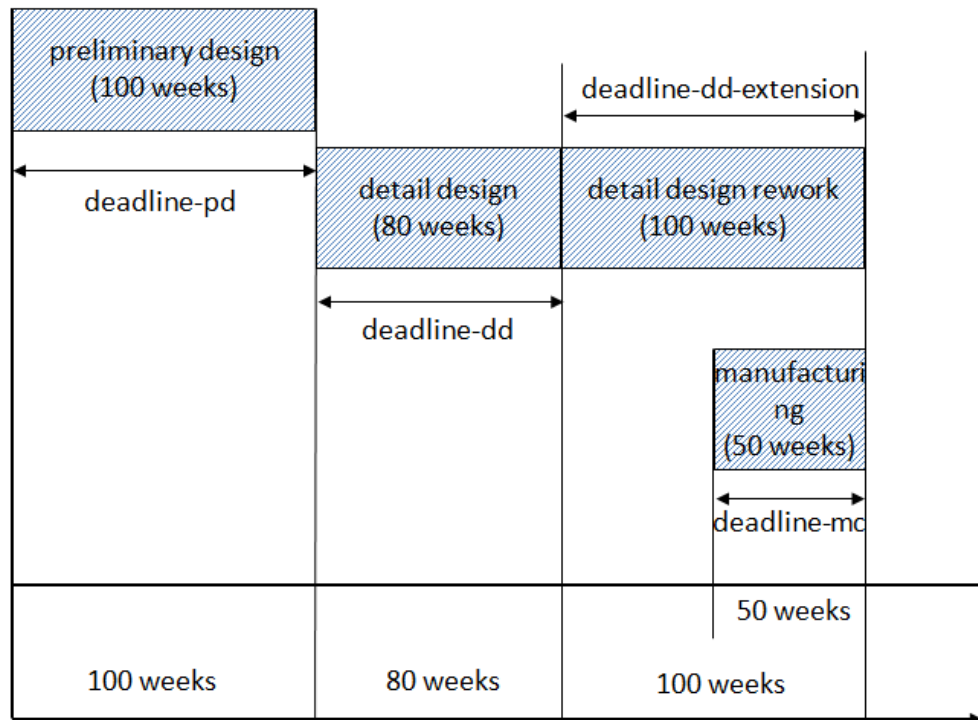 preliminary design
(100 weeks)
deadline-dd-extension
deadline-pd
detail design
(80 weeks)
detail design rework
(100 weeks)
deadline-dd
manufacturi
ng
(50 weeks)
deadline-mc
50 weeks
100 weeks
80 weeks
100 weeks